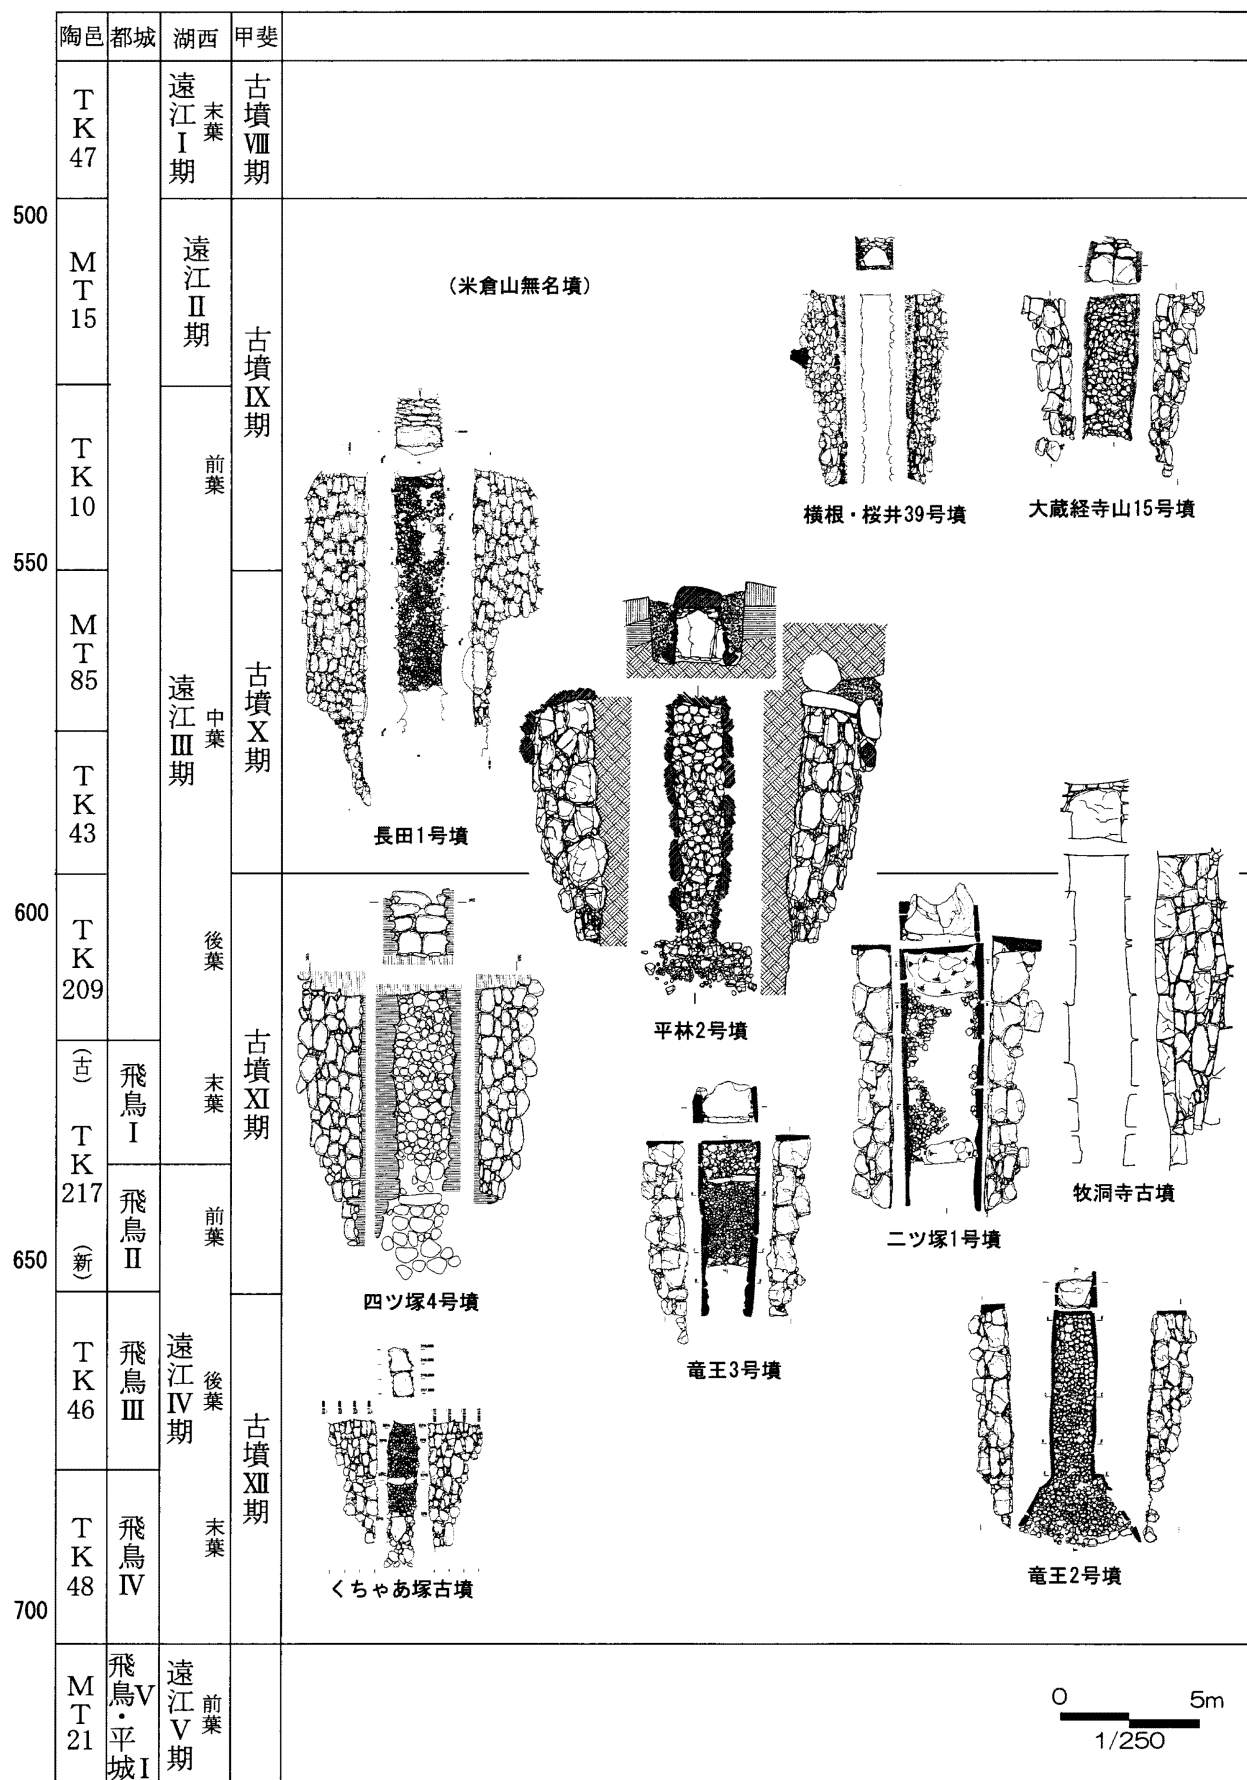 陶邑 都城 湖西 甲斐
TK47
遠江Ⅰ期
末葉
古墳Ⅷ期
500
MT15
遠江Ⅱ期
古墳Ⅸ期
(米倉山無名墳)
横根・桜井39号墳
大蔵経寺山15号墳
TK10
前葉
550
MT85
遠江Ⅲ期
中葉
古墳Ⅹ期
TK43
長田1号墳
600
TK209
後葉
平林2号墳
古墳Ⅺ期
(古)
TK217
(新)
飛鳥Ⅰ
末葉
飛鳥Ⅱ
前葉
牧洞寺古墳
二ツ塚1号墳
650
四ツ塚4号墳
TK46
飛鳥Ⅲ
遠江Ⅳ期
後葉
竜王3号墳
古墳Ⅻ期
TK48
飛鳥Ⅳ
末葉
くちゃあ塚古墳
竜王2号墳
700
MT21
飛鳥Ⅴ・平城Ⅰ
遠江Ⅴ期
前葉
0 5m
1/250